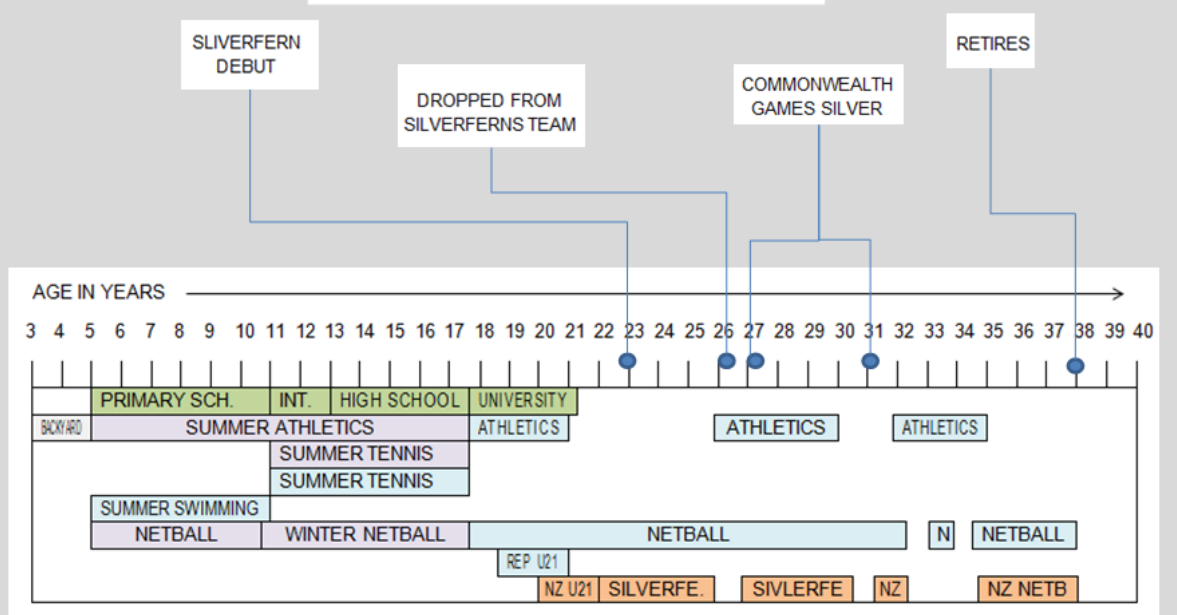 SLIVERFERN
DEBUT
DROPPED FROM
SILVERFERNS TEAM
COMMONWEALTH
GAMES SILVER
RETIRES
AGE IN YEARS
3 4 5 6 7 8 9 10 11 12 13 14 15 16 17 18 19 20 21 22 23 24 25 26 27 28 29 30 31 32 33 34 35 36 37 38 39 40
PRIMARY SCH. INT. HIGH SCHOOL UNIVERSITY
BACKYARD SUMMER ATHLETICS ATHLETICS ATHLETICS ATHLETICS
SUMMER TENNIS
SUMMER TENNIS
SUMMER SWIMMING
NETBALL WINTER NETBALL NETBALL N NETBALL
REP U21
NZ U21 SILVERFE. SIVLERFE NZ NZ NETB